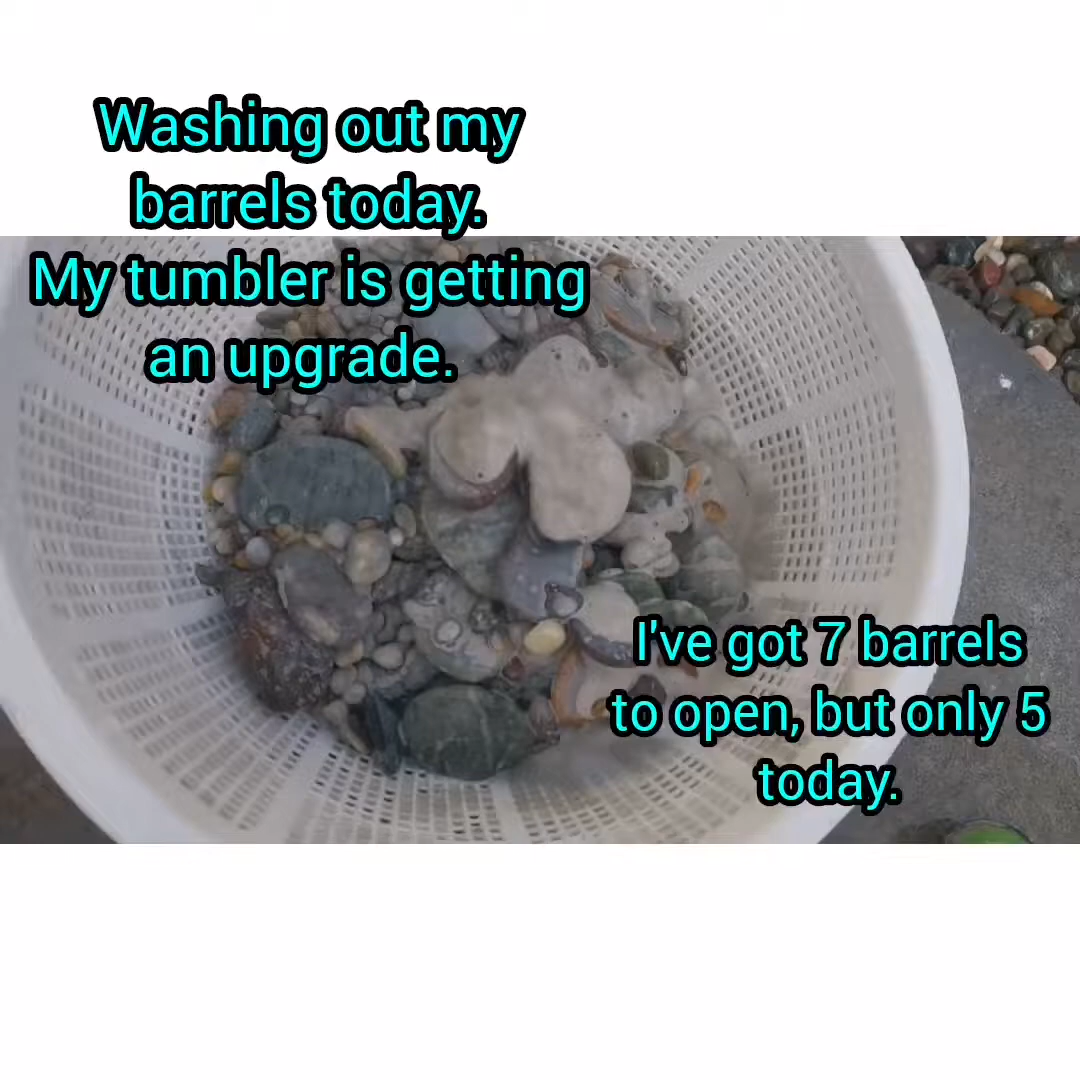 Washing out my
barrels today.
My tumbler is getting
an upgrade.
I've got 7 barrels
to open, but only 5
today.